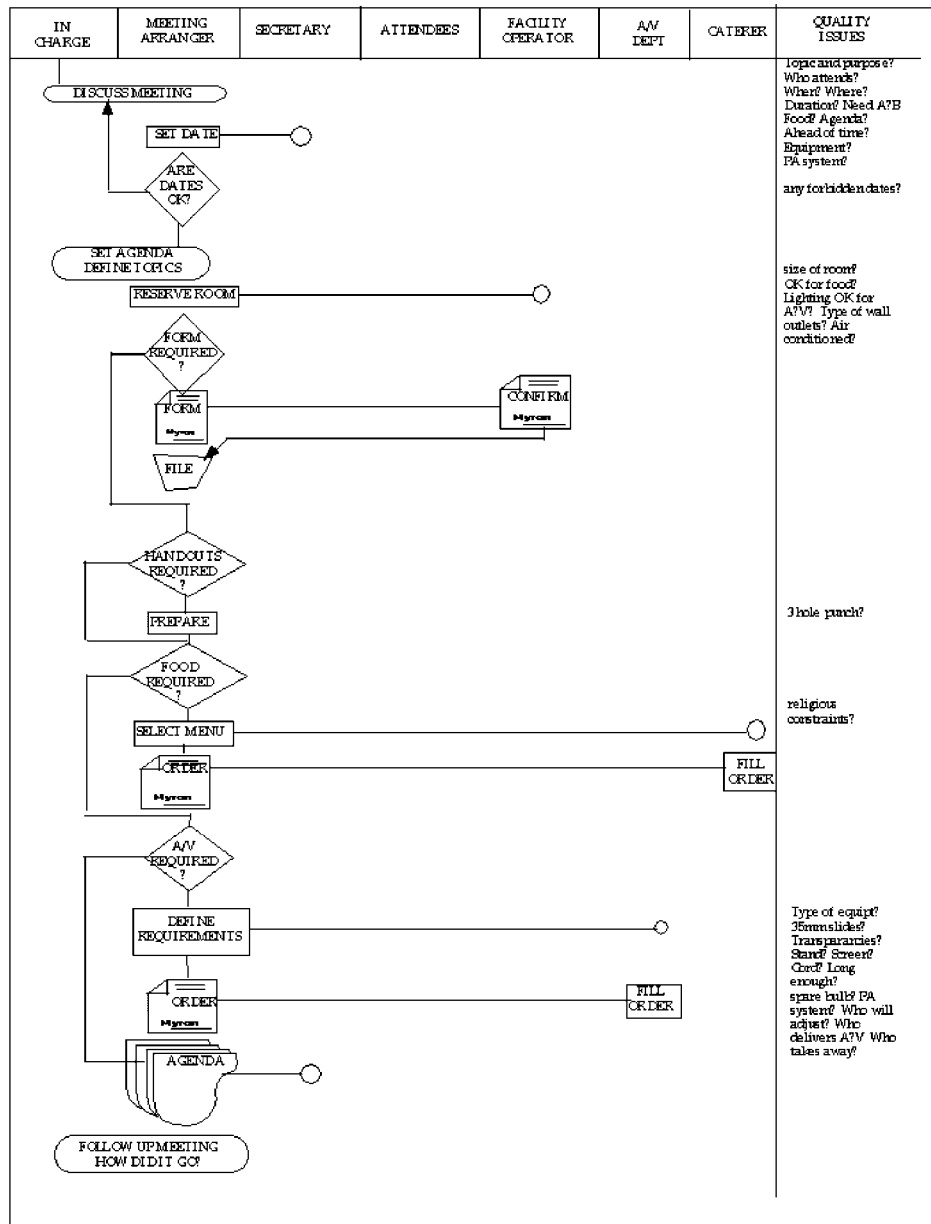 IN
CHARGE
MEETING
ARRANGER
SECRETARY
ATTENDEES
FACILITY
OPERATOR
A/V
DEPT
CATERER
QUALITY
ISSUES
DISCUSS MEETING
Topic and purpose?
Who attends?
When? Where?
Duration? Need A?B
Food? Agenda?
Ahead of time?
Equipment?
PA system?
SET DATE
ARE
DATES
OK?
any forbidden dates?
SET AGENDA
DEFINE TOPICS
RESERVE ROOM
size of room?
OK for food?
Lighting OK for
A?V? Type of wall
outlets? Air
conditioned?
FORM
REQUIRED
?
FORM
Myron
CONFIRM
Myron
FILE
HANDOUTS
REQUIRED
?
PREPARE
3 hole punch?
FOOD
REQUIRED
?
SELECT MENU
religious
constraints?
ORDER
Myron
FILL
ORDER
A/V
REQUIRED
?
DEFINE
REQUIREMENTS
Type of equipt?
35mm slides?
Transparancies?
Stand? Screen?
Cord? Long
enough?
spare bulb? PA
system? Who will
adjust? Who
delivers A?V Who
takes away?
ORDER
Myron
FILL
ORDER
AGENDA
FOLLOW UP MEETING
HOW DID IT GO?